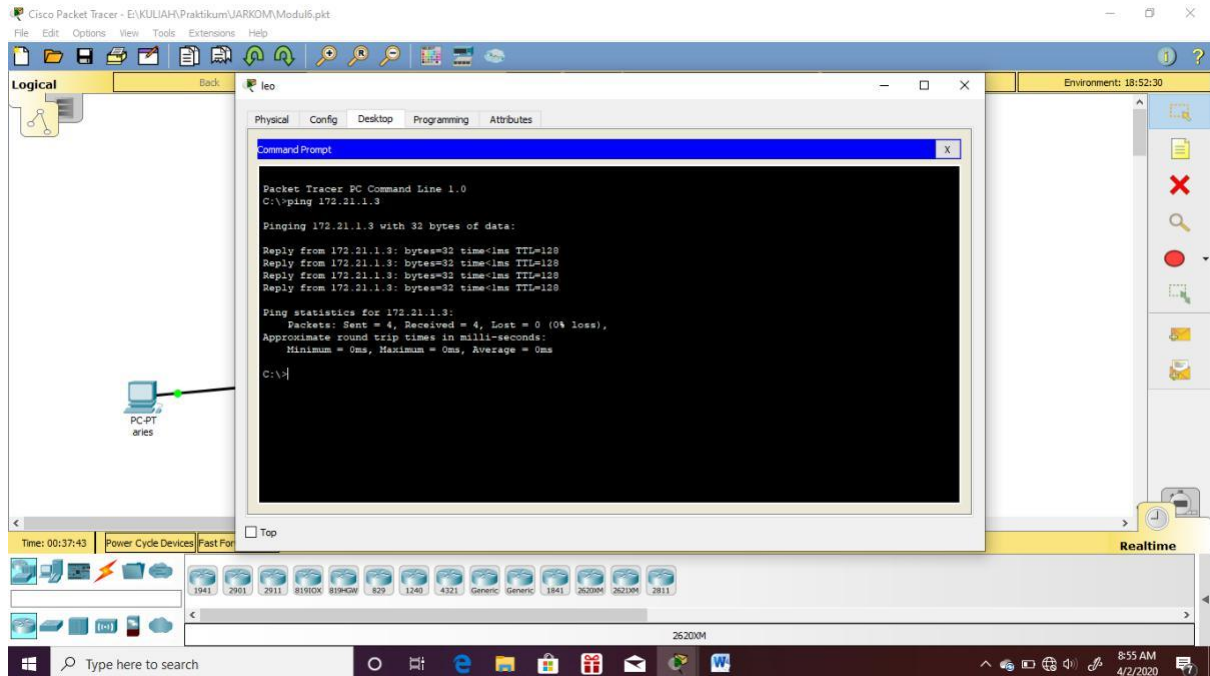 Cisco Packet Tracer - E:\KULIAH\Praktikum\JARKOM\Modul6.pkt
File Edit Options View Tools Extensions Help
Logical
Back
Environment: 18:52:30
leo
Physical Config Desktop Programming Attributes
Command Prompt
X
Packet Tracer PC Command Line 1.0
C:\>ping 172.21.1.3
Pinging 172.21.1.3 with 32 bytes of data:
Reply from 172.21.1.3: bytes=32 time<1ms TTL=128
Reply from 172.21.1.3: bytes=32 time<1ms TTL=128
Reply from 172.21.1.3: bytes=32 time<1ms TTL=128
Reply from 172.21.1.3: bytes=32 time<1ms TTL=128
Ping statistics for 172.21.1.3:
Packets: Sent = 4, Received = 4, Lost = 0 (0% loss),
Approximate round trip times in milli-seconds:
Minimum = 0ms, Maximum = 0ms, Average = 0ms
C:\>
PC-PT
aries
Top
Time: 00:37:43 Power Cycle Devices Fast For
Realtime
1941 2901 2911 819IOX 819HGW 829 1240 4321 Generic Generic 1841 2620XM 2621XM 2811
2620XM
Type here to search
8:55 AM
4/2/2020